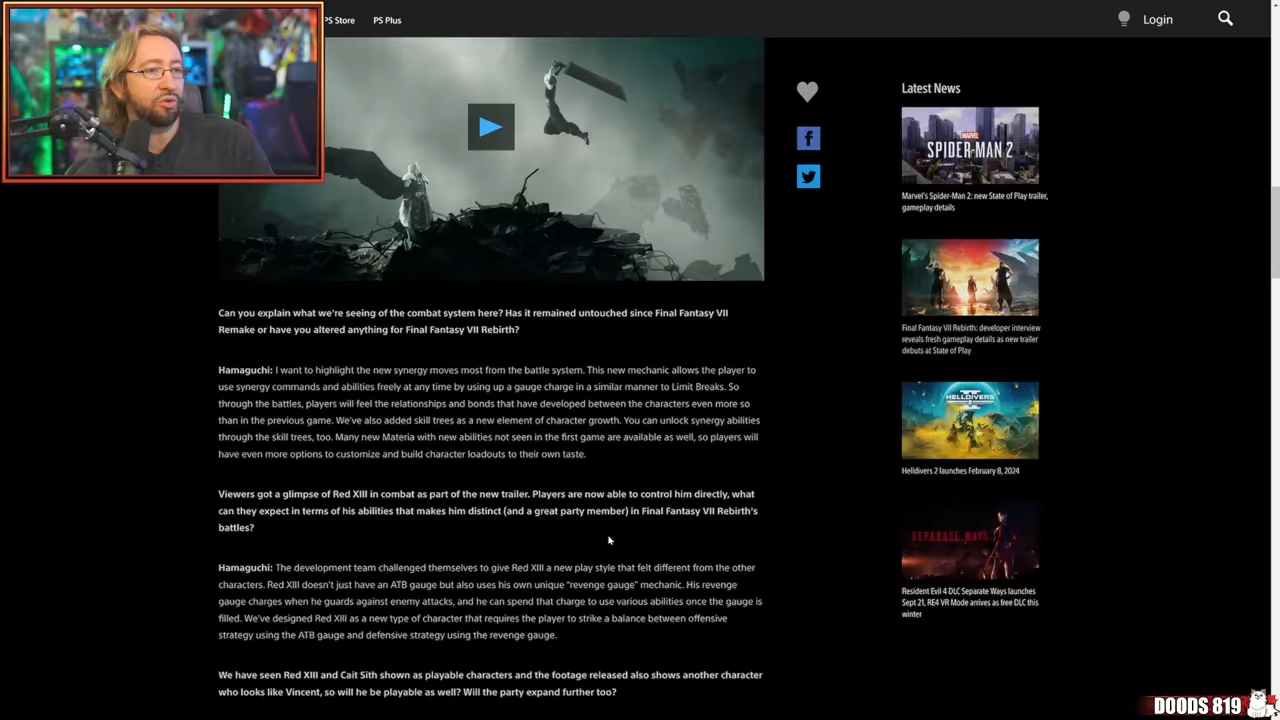 PS Store
PS Plus
Login
Latest News
MARVEL
SPIDER-MAN 2
Marvel's Spider-Man 2: new State of Play trailer,
gameplay details
Final Fantasy VII Rebirth: developer interview
reveals fresh gameplay details as new trailer
debuts at State of Play
HELLDIVERS
II
Helldivers 2 launches February 8, 2024
SEPARATE WAYS
Resident Evil 4 DLC Separate Ways launches
Sept 21, RE4 VR Mode arrives as free DLC this
winter
Can you explain what we're seeing of the combat system here? Has it remained untouched since Final Fantasy VII
Remake or have you altered anything for Final Fantasy VII Rebirth?
Hamaguchi: I want to highlight the new synergy moves most from the battle system. This new mechanic allows the player to
use synergy commands and abilities freely at any time by using up a gauge charge in a similar manner to Limit Breaks. So
through the battles, players will feel the relationships and bonds that have developed between the characters even more so
than in the previous game. We've also added skill trees as a new element of character growth. You can unlock synergy abilities
through the skill trees, too. Many new Materia with new abilities not seen in the first game are available as well, so players will
have even more options to customize and build character loadouts to their own taste.
Viewers got a glimpse of Red XIII in combat as part of the new trailer. Players are now able to control him directly, what
can they expect in terms of his abilities that makes him distinct (and a great party member) in Final Fantasy VII Rebirth's
battles?
Hamaguchi: The development team challenged themselves to give Red XIII a new play style that felt different from the other
characters. Red XIII doesn't just have an ATB gauge but also uses his own unique "revenge gauge" mechanic. His revenge
gauge charges when he guards against enemy attacks, and he can spend that charge to use various abilities once the gauge is
filled. We've designed Red XIII as a new type of character that requires the player to strike a balance between offensive
strategy using the ATB gauge and defensive strategy using the revenge gauge.
We have seen Red XIII and Cait Sith shown as playable characters and the footage released also shows another character
who looks like Vincent, so will he be playable as well? Will the party expand further too?
DOODS 819